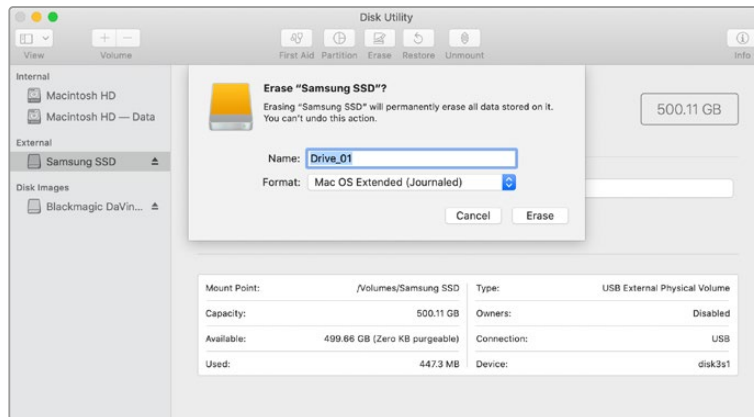 Disk Utility
View
Volume
First Aid
Partition
Erase
Restore
Unmount
Info
Internal
Macintosh HD
Macintosh HD — Data
External
Samsung SSD
Disk Images
Blackmagic DaVin...
Erase “Samsung SSD”?
Erasing “Samsung SSD” will permanently erase all data stored on it.
You can’t undo this action.
Name: Drive_01
Format: Mac OS Extended (Journaled)
Cancel
Erase
500.11 GB
Mount Point: /Volumes/Samsung SSD
Type: USB External Physical Volume
Capacity: 500.11 GB
Owners: Disabled
Available: 499.66 GB (Zero KB purgeable)
Connection: USB
Used: 447.3 MB
Device: disk3s1